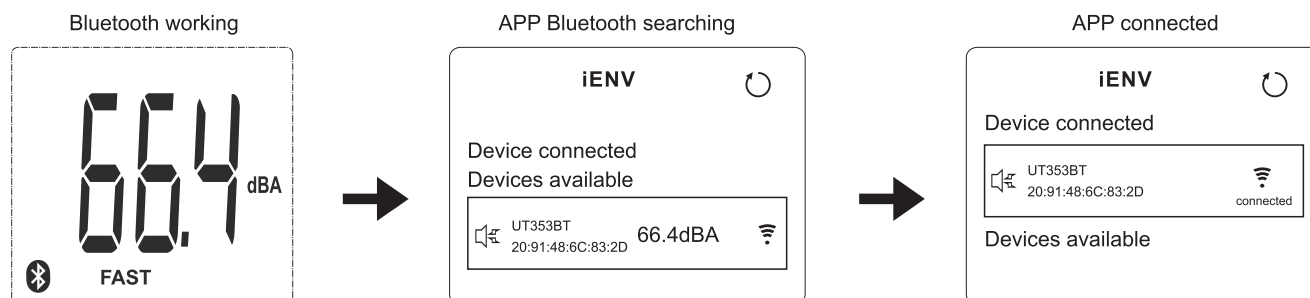 Bluetooth working
66.4
dBA
FAST
APP Bluetooth searching
iENV
Device connected
Devices available
UT353BT
20:91:48:6C:83:2D
66.4dBA
APP connected
iENV
Device connected
UT353BT
20:91:48:6C:83:2D
connected
Devices available